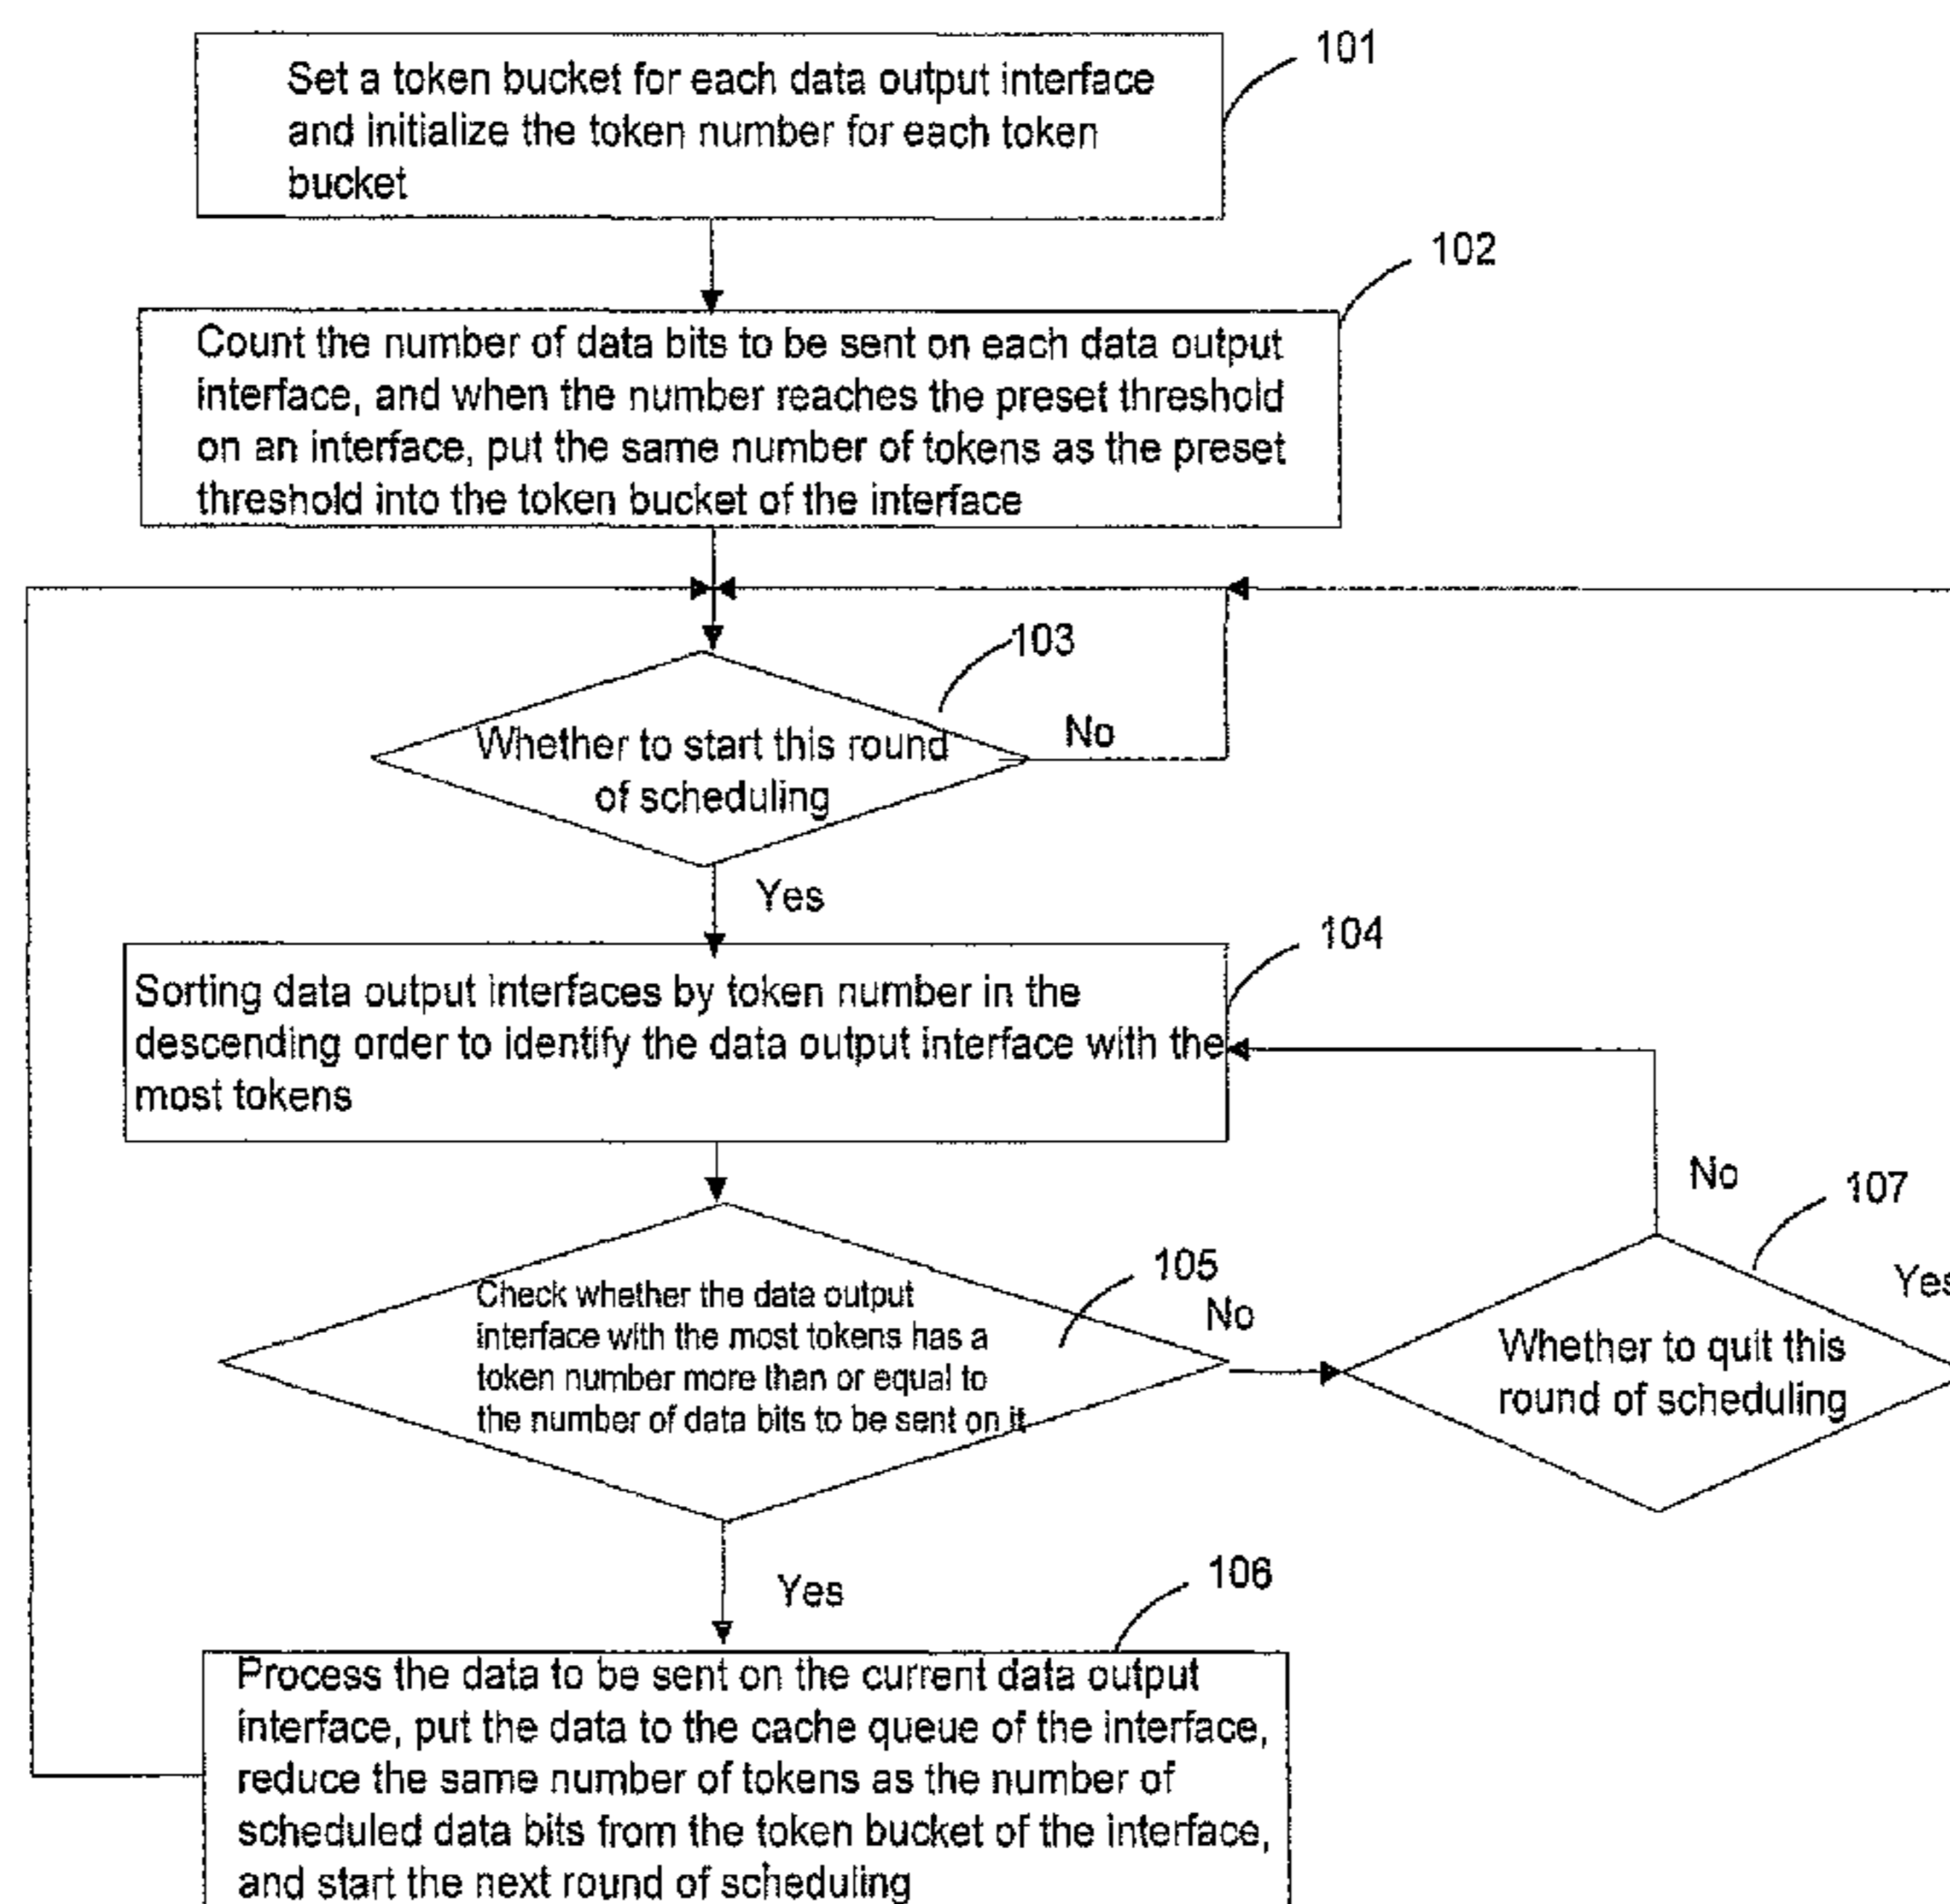 101
Set a token bucket for each data output interface
and initialize the token number for each token
bucket
102
Count the number of data bits to be sent on each data output
interface, and when the number reaches the preset threshold
on an interface, put the same number of tokens as the preset
threshold into the token bucket of the interface
103
Whether to start this round
of scheduling
No
Yes
104
Sorting data output interfaces by token number in the
descending order to identify the data output interface with the
most tokens
105
Check whether the data output
interface with the most tokens has a
token number more than or equal to
the number of data bits to be sent on it
No
No
107
Yes
Whether to quit this
round of scheduling
Yes
106
Process the data to be sent on the current data output
interface, put the data to the cache queue of the interface,
reduce the same number of tokens as the number of
scheduled data bits from the token bucket of the interface,
and start the next round of scheduling